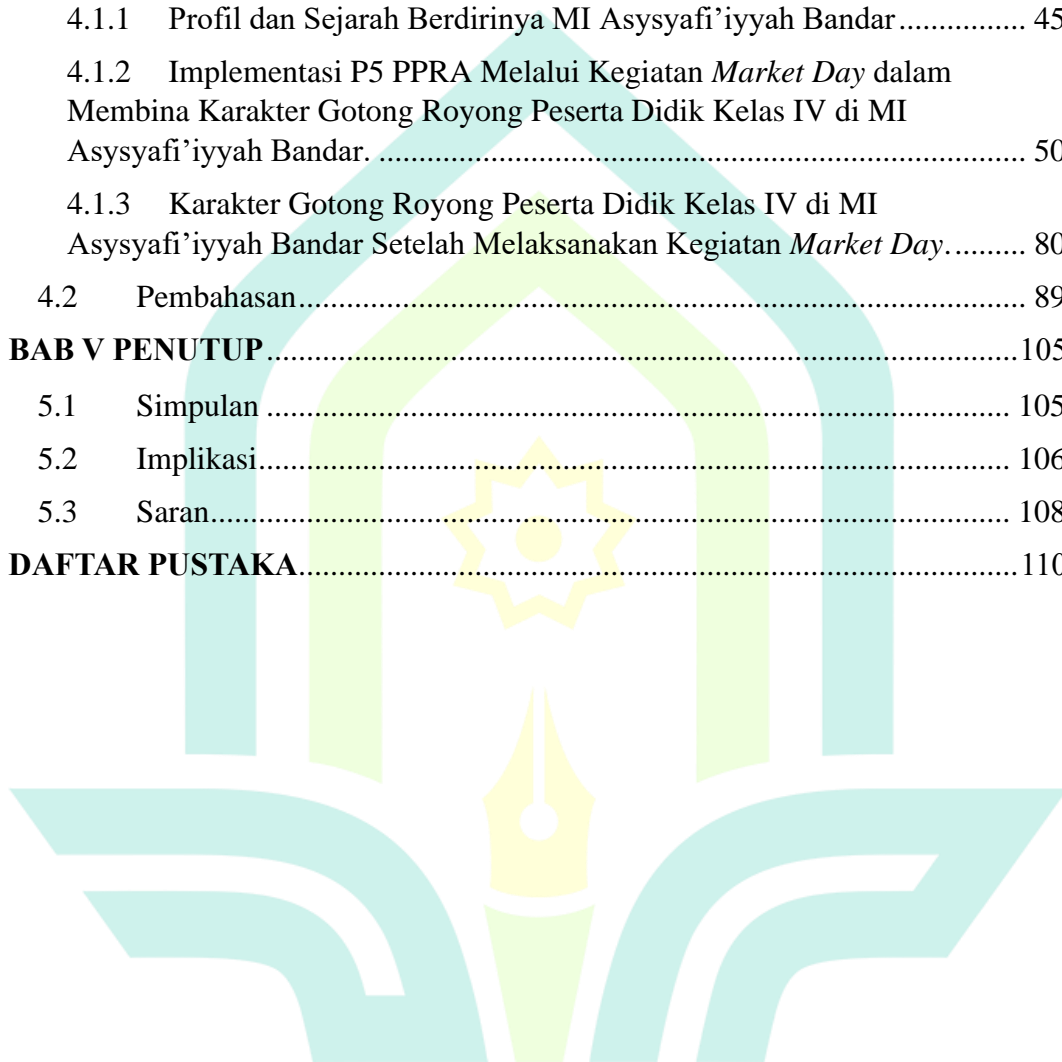 4.1.1 Profil dan Sejarah Berdirinya MI Asysyafi’iyyah Bandar............... 45
4.1.2 Implementasi P5 PPRA Melalui Kegiatan Market Day dalam
Membina Karakter Gotong Royong Peserta Didik Kelas IV di MI
Asysyafi’iyyah Bandar. ................................................................................... 50
4.1.3 Karakter Gotong Royong Peserta Didik Kelas IV di MI
Asysyafi’iyyah Bandar Setelah Melaksanakan Kegiatan Market Day.......... 80
4.2 Pembahasan.............................................................................................. 89
BAB V PENUTUP................................................................................................105
5.1 Simpulan ................................................................................................ 105
5.2 Implikasi................................................................................................. 106
5.3 Saran....................................................................................................... 108
DAFTAR PUSTAKA............................................................................................110